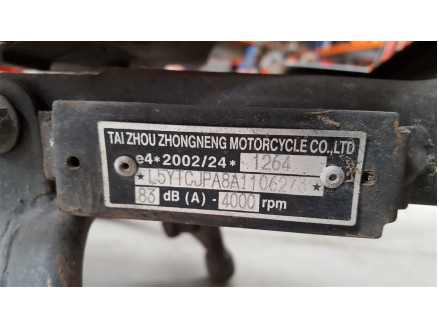 TAI ZHOU ZHONGNENG MOTORCYCLE CO.,LTD
e4*2002/24* 1264
★L5YTCJPA8A1106273★
83 dB (A) - 4000 rpm